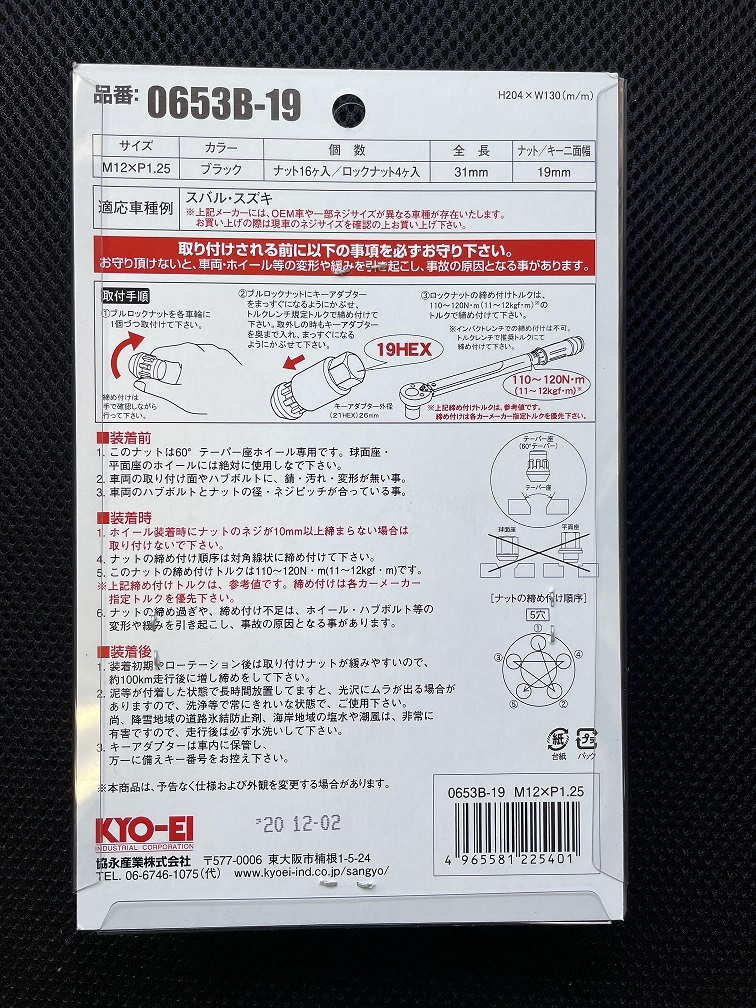 品番: 0653B-19
H204×W130(m/m)
サイズ カラー 個数 全長 ナット/キー二面幅
M12×P1.25 ブラック ナット16ヶ入/ロックナット4ヶ入 31mm 19mm
適応車種例
スバル・スズキ
※上記メーカーには、OEM車や一部ネジサイズが異なる車種が存在いたします。
お買い上げの際は現車のネジサイズを確認の上お買い上げ下さい。
取り付けされる前に以下の事項を必ずお守り下さい。
お守り頂けないと、車両・ホイール等の変形や緩みを引き起こし、事故の原因となる事があります。
取付手順
①ブルロックナットを各車輪に
1個づつ取付けて下さい。
締め付けは
手で確認しながら
行って下さい。
②ブルロックナットにキーアダプター
をまっすぐになるようにかぶせ、
トルクレンチ規定トルクで締め付けて
下さい。取外しの時もキーアダプター
を奥まで入れ、まっすぐになる
ようにかぶせて下さい。
19HEX
キーアダプター外径
(21HEX)26mm
③ロックナットの締め付けトルクは、
110~120N・m(11~12kgf・m)※の
トルクで締め付けて下さい。
※インパクトレンチでの締め付けは不可。
トルクレンチで推奨トルクにて
締め付けて下さい。
110~120N・m
(11~12kgf・m)※
※上記締め付けトルクは、参考値です。
締め付けは各カーメーカー指定トルクを優先下さい。
■装着前
1. このナットは60°テーパー座ホイール専用です。球面座・
平面座のホイールには絶対に使用しなで下さい。
2. 車両の取り付け面やハブボルトに、錆・汚れ・変形が無い事。
3. 車両のハブボルトとナットの径・ネジピッチが合っている事。
テーパー座
(60°テーパー)
テーパー座
球面座
平面座
■装着時
1. ホイール装着時にナットのネジが10mm以上締まらない場合は
取り付けないで下さい。
4. ナットの締め付け順序は対角線状に締め付けて下さい。
5. このナットの締め付けトルクは110~120N・m(11~12kgf・m)です。
※上記締め付けトルクは、参考値です。締め付けは各カーメーカー
指定トルクを優先下さい。
6. ナットの締め過ぎや、締め付け不足は、ホイール・ハブボルト等の
変形や緩みを引き起こし、事故の原因となる事があります。
[ナットの締め付け順序]
5穴
①
③ ④
⑤ ②
■装着後
1. 装着初期やローテーション後は取り付けナットが緩みやすいので、
約100km走行後に増し締めをして下さい。
2. 泥等が付着した状態で長時間放置してますと、光沢にムラが出る場合が
ありますので、洗浄等で常にきれいな状態で、ご使用下さい。
尚、降雪地域の道路氷結防止剤、海岸地域の塩水や潮風は、非常に
有害ですので、走行後は必ず水洗いして下さい。
3. キーアダプターは車内に保管し、
万一に備えキー番号をお控え下さい。
紙
台紙
プラ
パック
※本商品は、予告なく仕様および外観を変更する場合があります。
KYO-EI
INDUSTRIAL CORPORATION
'20 12-02
協永産業株式会社 〒577-0006 東大阪市楠根1-5-24
TEL. 06-6746-1075(代) www.kyoei-ind.co.jp/sangyo/
0653B-19 M12×P1.25
4 965581 225401